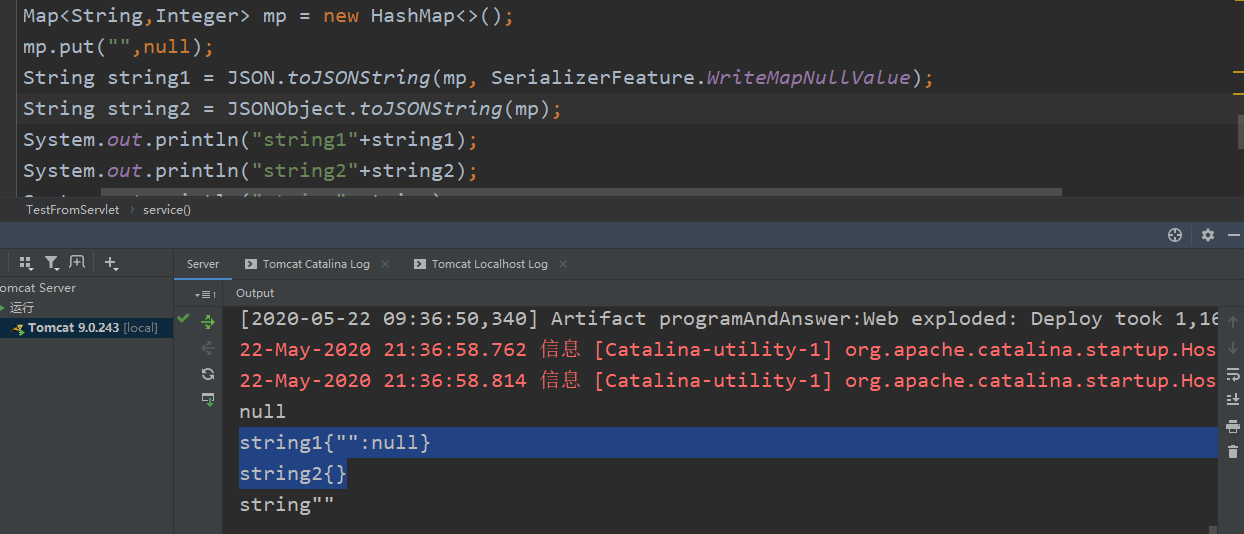 Map<String,Integer> mp = new HashMap<>();
mp.put("",null);
String string1 = JSON.toJSONString(mp, SerializerFeature.WriteMapNullValue);
String string2 = JSONObject.toJSONString(mp);
System.out.println("string1"+string1);
System.out.println("string2"+string2);
TestFromServlet > service()
Server
Tomcat Catalina Log
Tomcat Localhost Log
omcat Server
运行
Tomcat 9.0.243 [local]
Output
[2020-05-22 09:36:50,340] Artifact programAndAnswer:Web exploded: Deploy took 1,16
22-May-2020 21:36:58.762 信息 [Catalina-utility-1] org.apache.catalina.startup.Hos
22-May-2020 21:36:58.814 信息 [Catalina-utility-1] org.apache.catalina.startup.Hos
null
string1{"":null}
string2{}
string""